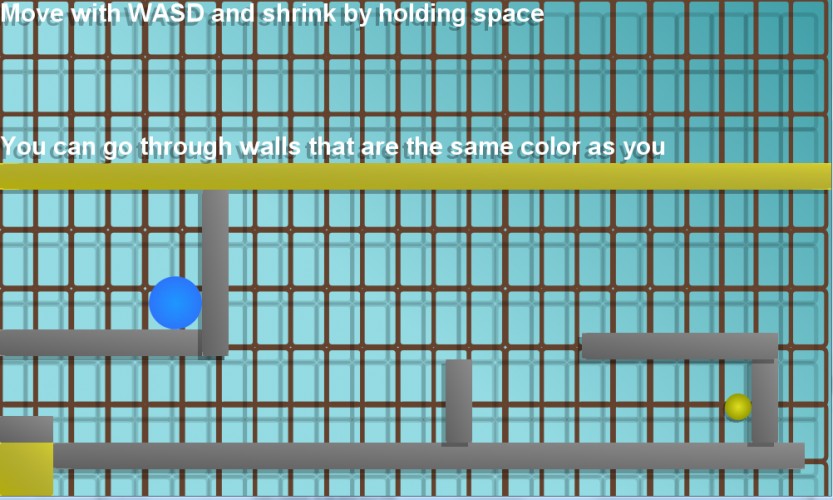 Move with WASD and shrink by holding space
You can go through walls that are the same color as you